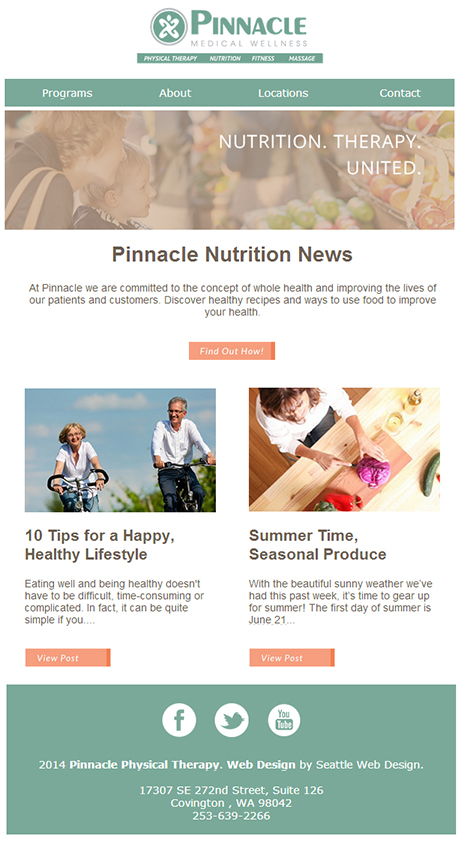 PINNACLE
MEDICAL WELLNESS
PHYSICAL THERAPY NUTRITION FITNESS MASSAGE
Programs About Locations Contact
NUTRITION. THERAPY.
UNITED.
Pinnacle Nutrition News
At Pinnacle we are committed to the concept of whole health and improving the lives of
our patients and customers. Discover healthy recipes and ways to use food to improve
your health.
Find Out How!
10 Tips for a Happy,
Healthy Lifestyle
Eating well and being healthy doesn't
have to be difficult, time-consuming or
complicated. In fact, it can be quite
simple if you....
View Post
Summer Time,
Seasonal Produce
With the beautiful sunny weather we've
had this past week, it's time to gear up
for summer! The first day of summer is
June 21...
View Post
You
Tube
2014 Pinnacle Physical Therapy. Web Design by Seattle Web Design.
17307 SE 272nd Street, Suite 126
Covington , WA 98042
253-639-2266